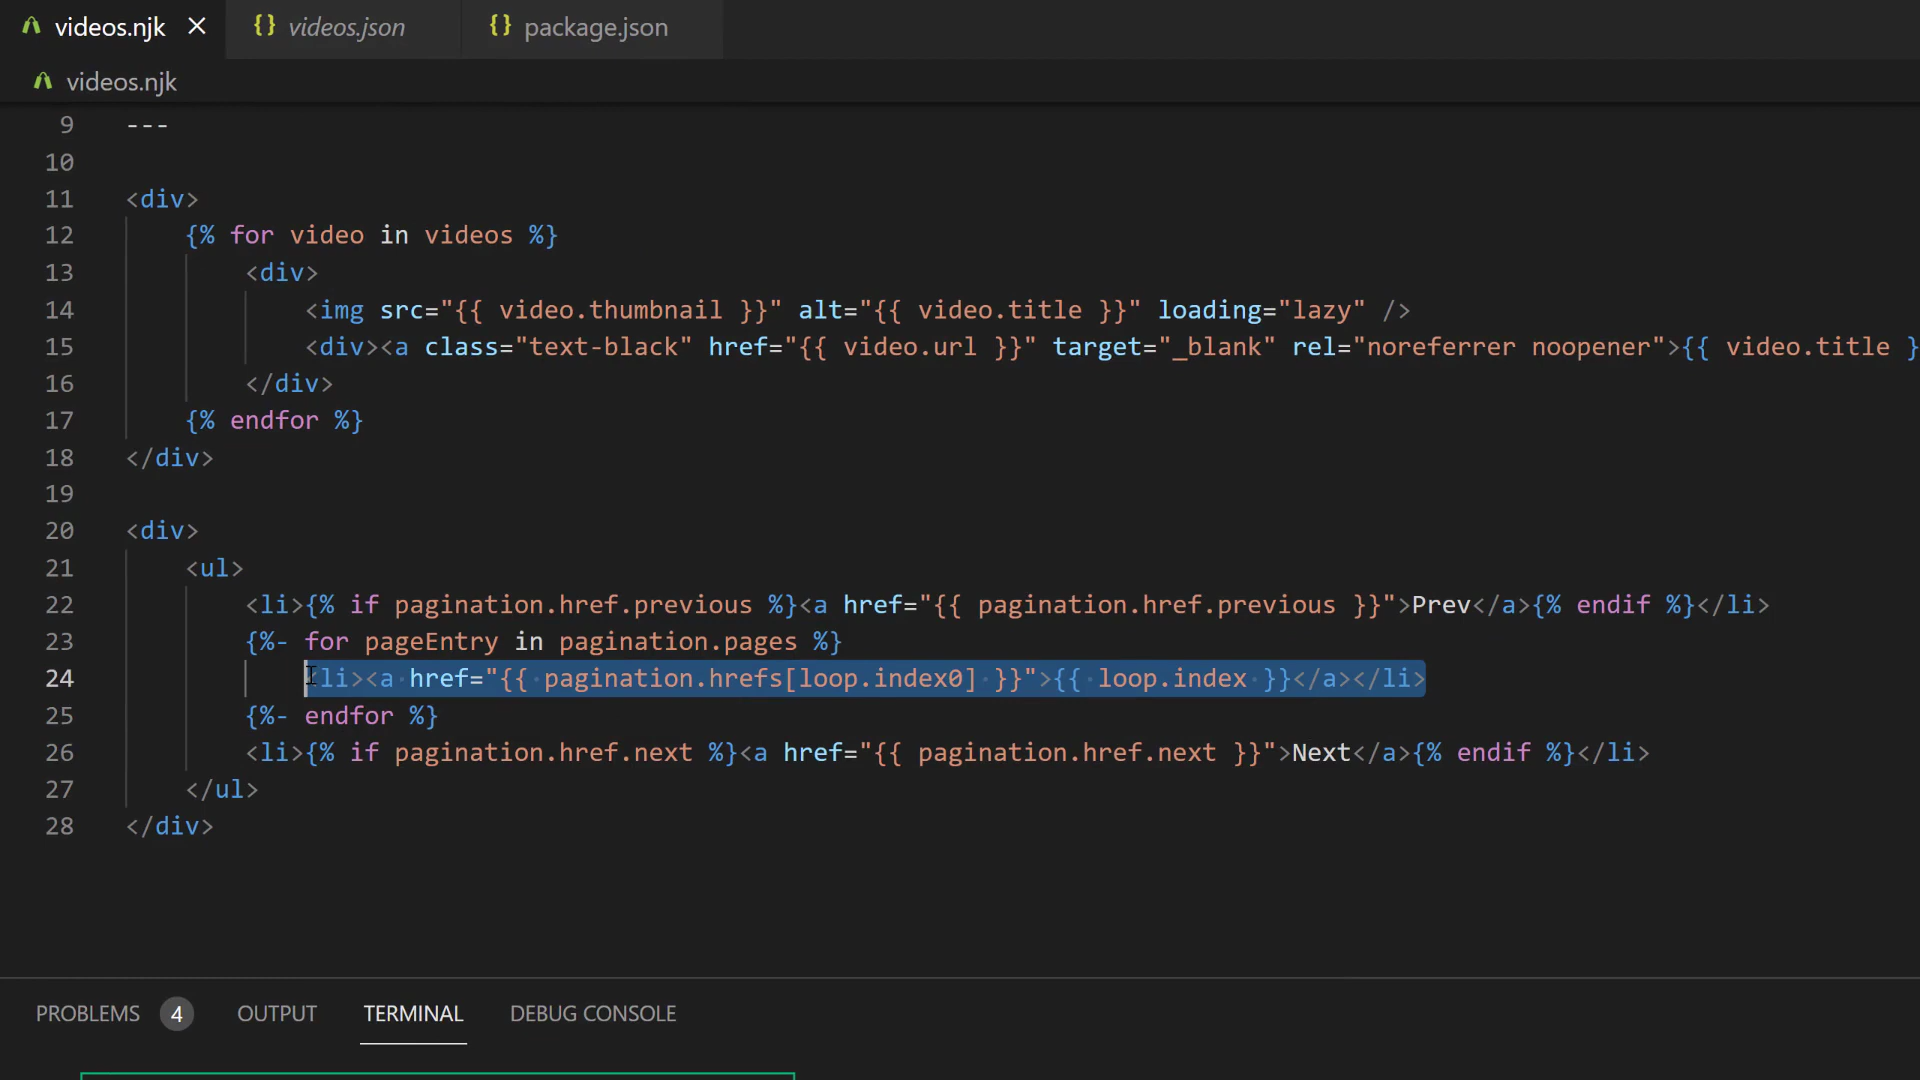 videos.njk
videos.json
package.json
videos.njk
9 ---
10
11 <div>
12 {% for video in videos %}
13 <div>
14 <img src="{{ video.thumbnail }}" alt="{{ video.title }}" loading="lazy" />
15 <div><a class="text-black" href="{{ video.url }}" target="_blank" rel="noreferrer noopener">{{ video.title }
16 </div>
17 {% endfor %}
18 </div>
19
20 <div>
21 <ul>
22 <li>{% if pagination.href.previous %}<a href="{{ pagination.href.previous }}">Prev</a>{% endif %}</li>
23 {%- for pageEntry in pagination.pages %}
24 <li><a href="{{ pagination.hrefs[loop.index0] }}">{{ loop.index }}</a></li>
25 {%- endfor %}
26 <li>{% if pagination.href.next %}<a href="{{ pagination.href.next }}">Next</a>{% endif %}</li>
27 </ul>
28 </div>
PROBLEMS 4 OUTPUT TERMINAL DEBUG CONSOLE